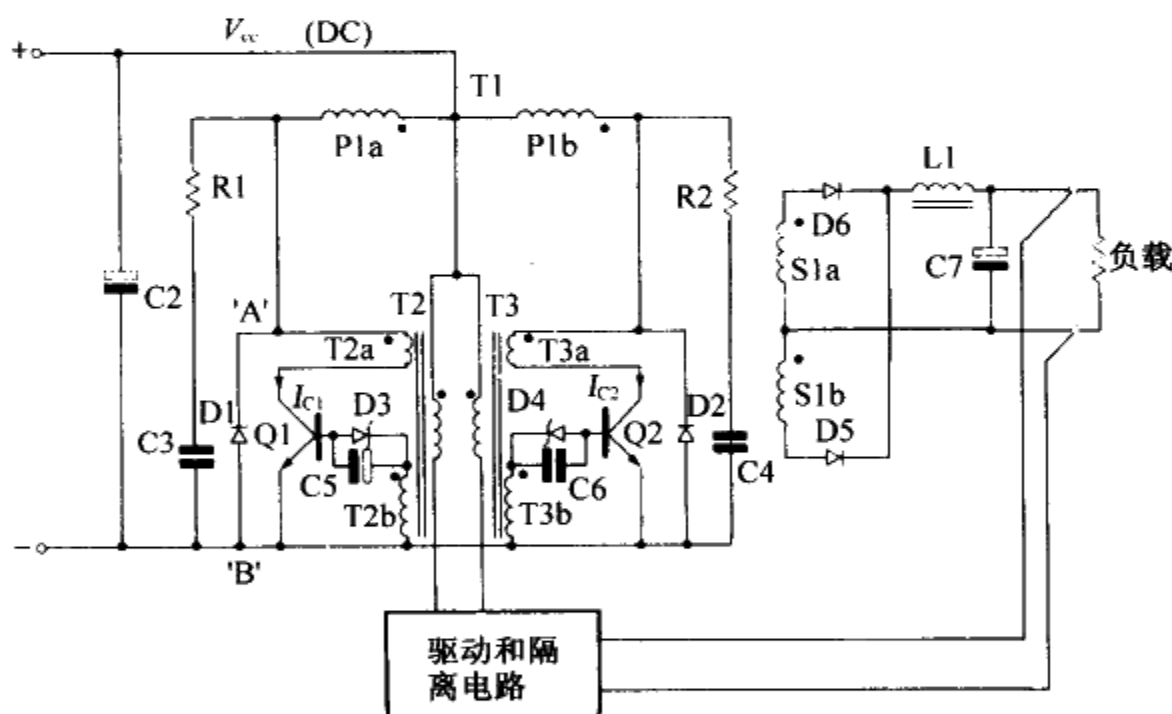 + Vcc (DC)
T1
P1a P1b
R1 R2
L1
D6
S1a C7 负载
C2
'A' T2 T3
T2a T3a
S1b
IC1 D3 D4 IC2 D2
D1 Q1 Q2 D5
C3 C5 C6 C4
T2b T3b
−
'B'
驱动和隔
离电路